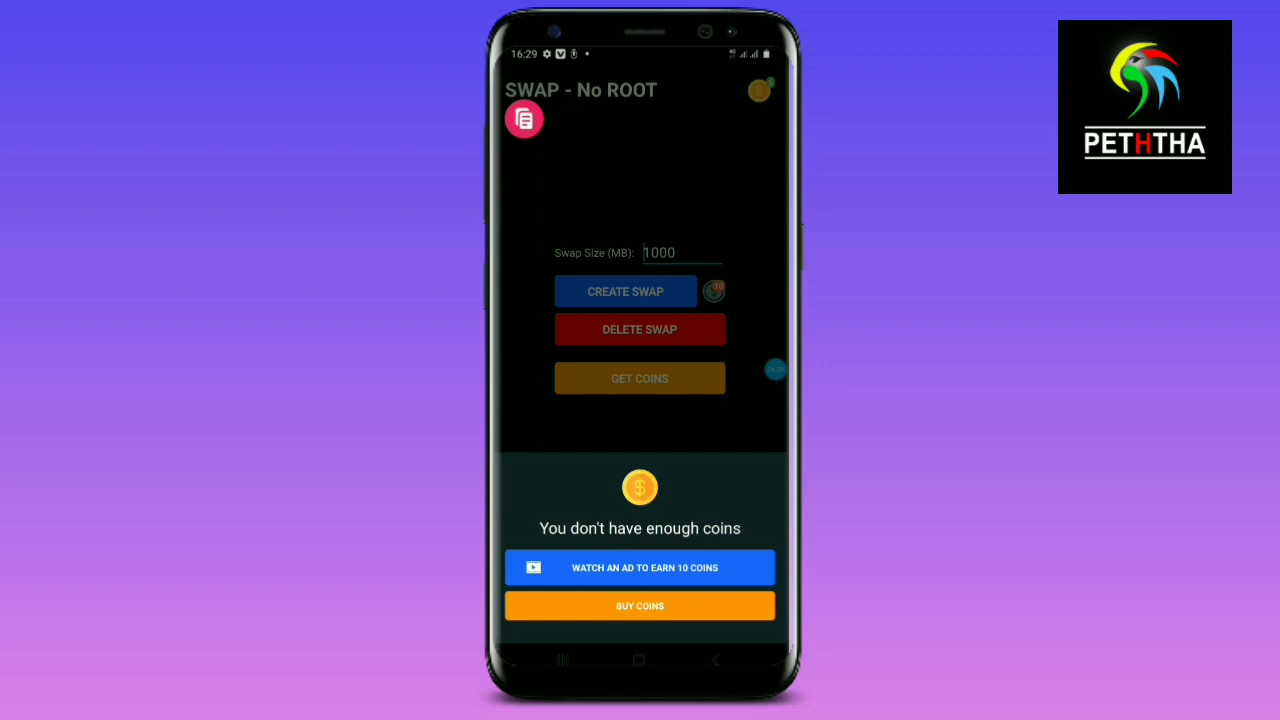 16:29
SWAP - No ROOT
Swap Size (MB): 1000
CREATE SWAP
10
DELETE SWAP
GET COINS
You don't have enough coins
WATCH AN AD TO EARN 10 COINS
BUY COINS
PETHTHA